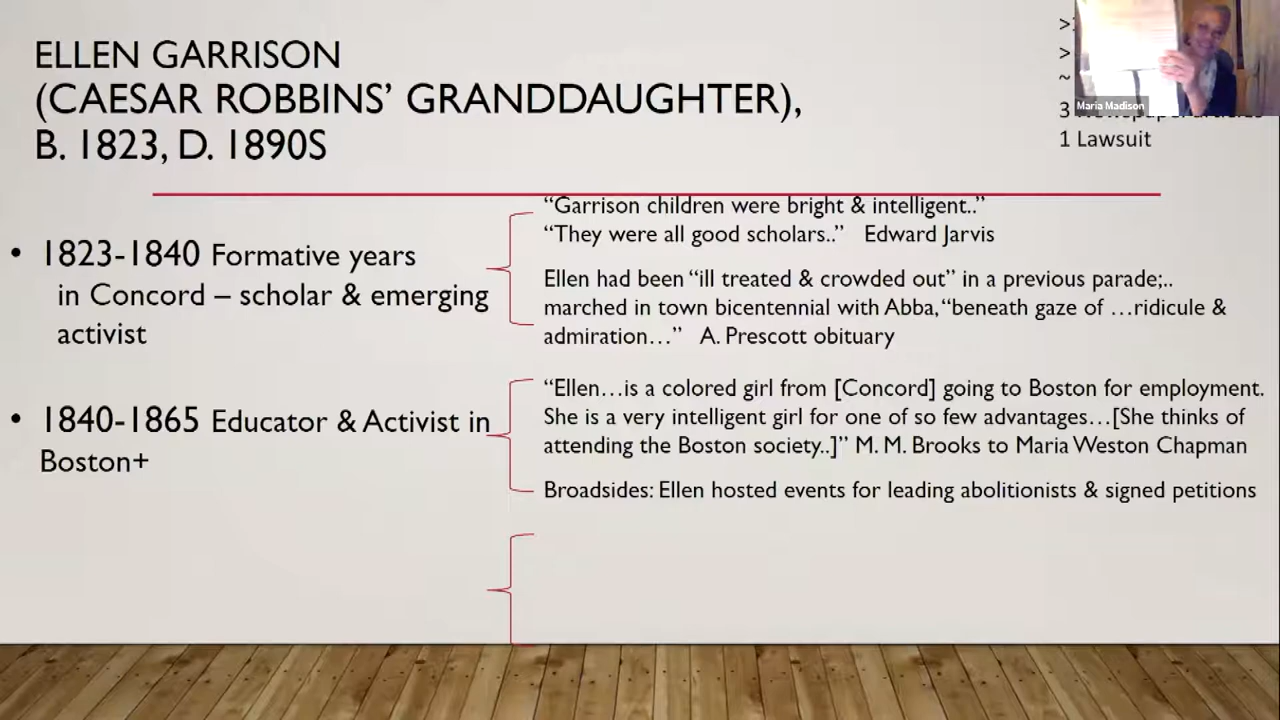 ELLEN GARRISON
(CAESAR ROBBINS’ GRANDDAUGHTER),
B. 1823, D. 1890S
>
>
~
3
1 Lawsuit
Maria Madison
• 1823-1840 Formative years
in Concord – scholar & emerging
activist
“Garrison children were bright & intelligent..”
“They were all good scholars..” Edward Jarvis
Ellen had been “ill treated & crowded out” in a previous parade;..
marched in town bicentennial with Abba, “beneath gaze of …ridicule &
admiration…” A. Prescott obituary
• 1840-1865 Educator & Activist in
Boston+
“Ellen…is a colored girl from [Concord] going to Boston for employment.
She is a very intelligent girl for one of so few advantages…[She thinks of
attending the Boston society..]” M. M. Brooks to Maria Weston Chapman
Broadsides: Ellen hosted events for leading abolitionists & signed petitions